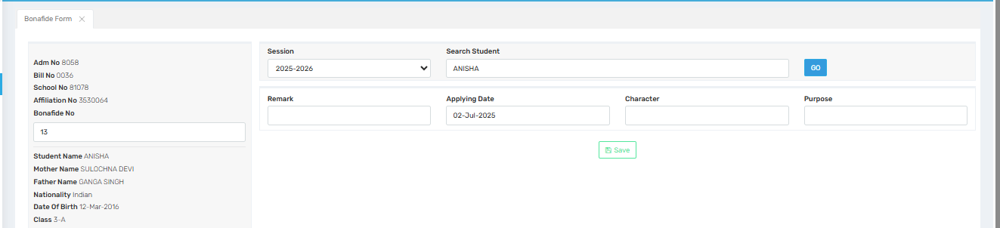 Bonafide Form
Adm No 8058
Bill No 0036
School No 81078
Affiliation No 3530064
Bonafide No
13
Student Name ANISHA
Mother Name SULOCHNA DEVI
Father Name GANGA SINGH
Nationality Indian
Date Of Birth 12-Mar-2016
Class 3-A
Session Search Student
2025-2026 ANISHA GO
Remark Applying Date Character Purpose
02-Jul-2025
Save